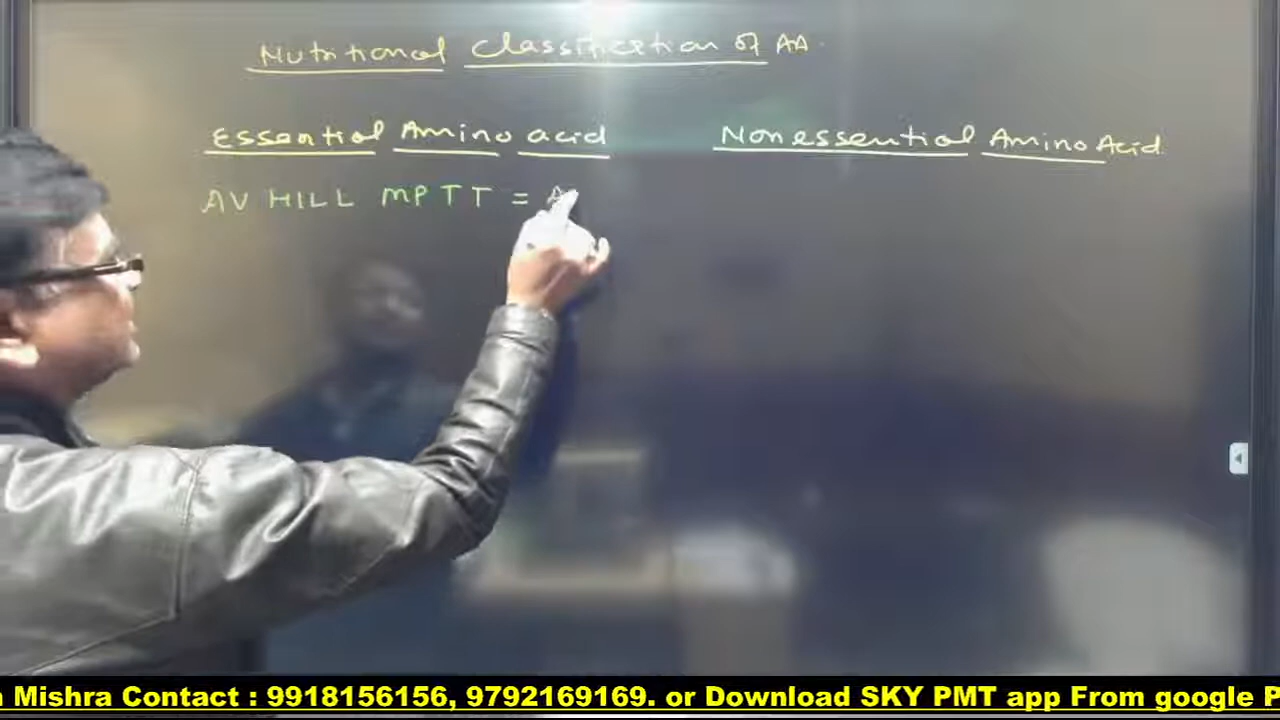 Nutritional Classification of AA
Essential Amino acid
Nonessential Amino Acid
AV HILL MPTT = A
Mishra Contact : 9918156156, 9792169169. or Download SKY PMT app From google